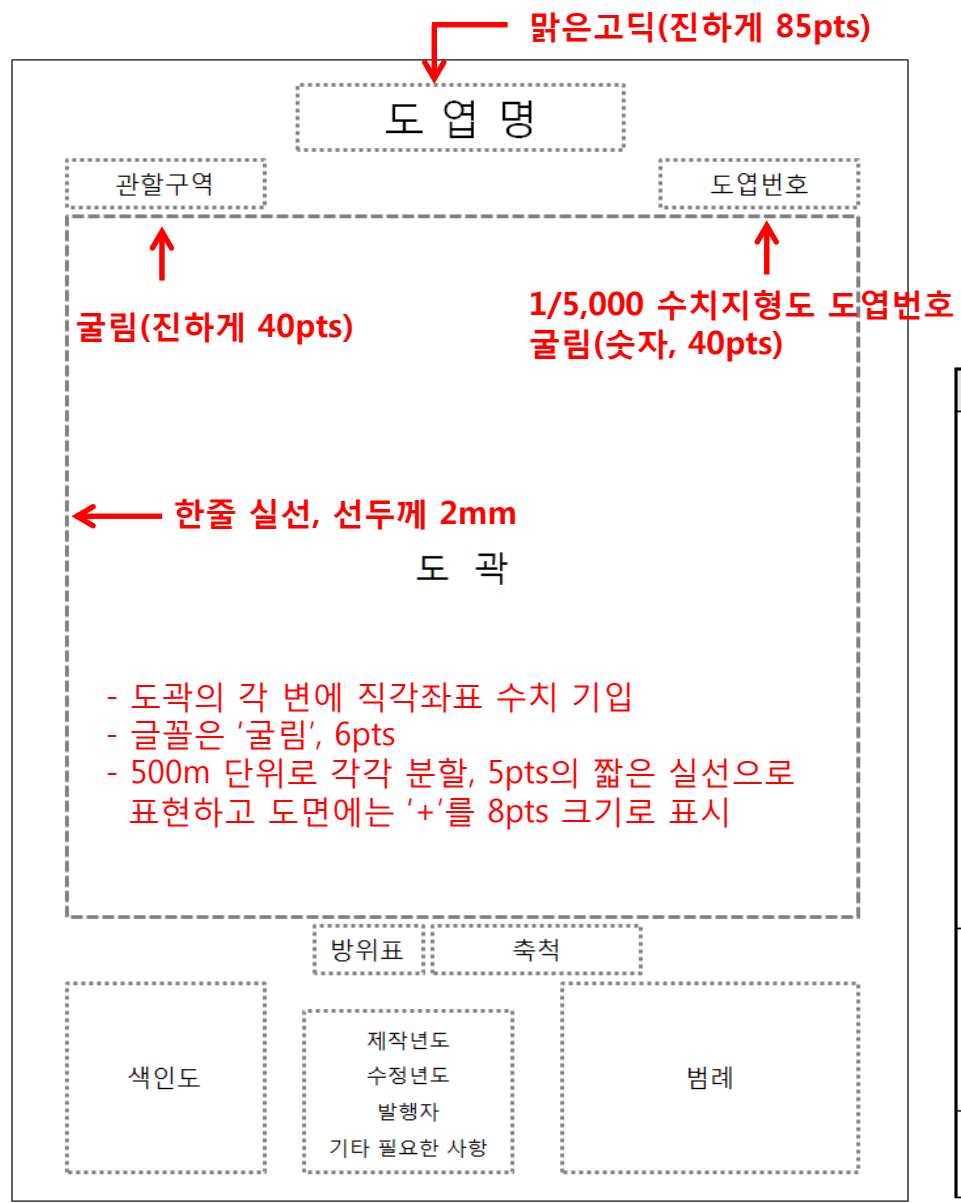 맑은고딕(진하게 85pts)
도 엽 명
관할구역
도엽번호
굴림(진하게 40pts)
1/5,000 수치지형도 도엽번호
굴림(숫자, 40pts)
한줄 실선, 선두께 2mm
도 곽
- 도곽의 각 변에 직각좌표 수치 기입
- 글꼴은 '굴림', 6pts
- 500m 단위로 각각 분할, 5pts의 짧은 실선으로
표현하고 도면에는 '+'를 8pts 크기로 표시
방위표
축척
색인도
제작년도
수정년도
발행자
기타 필요한 사항
범례